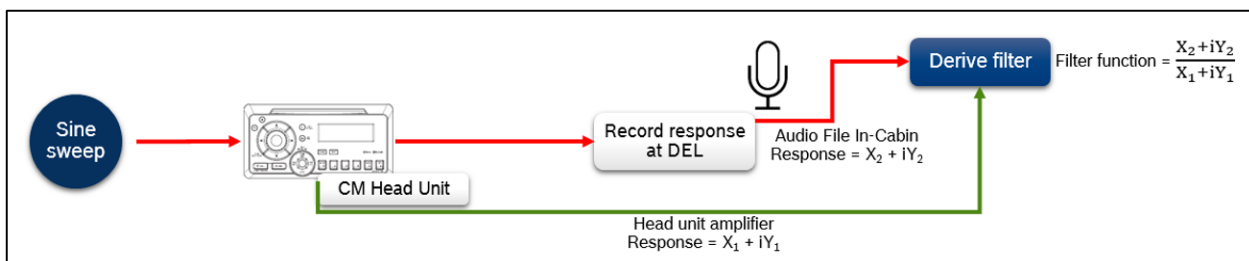 Sine
sweep
CM Head Unit
Record response
at DEL
Audio File In-Cabin
Response = X₂ + iY₂
Derive filter
Filter function = X₂+iY₂ / X₁+iY₁
Head unit amplifier
Response = X₁ + iY₁